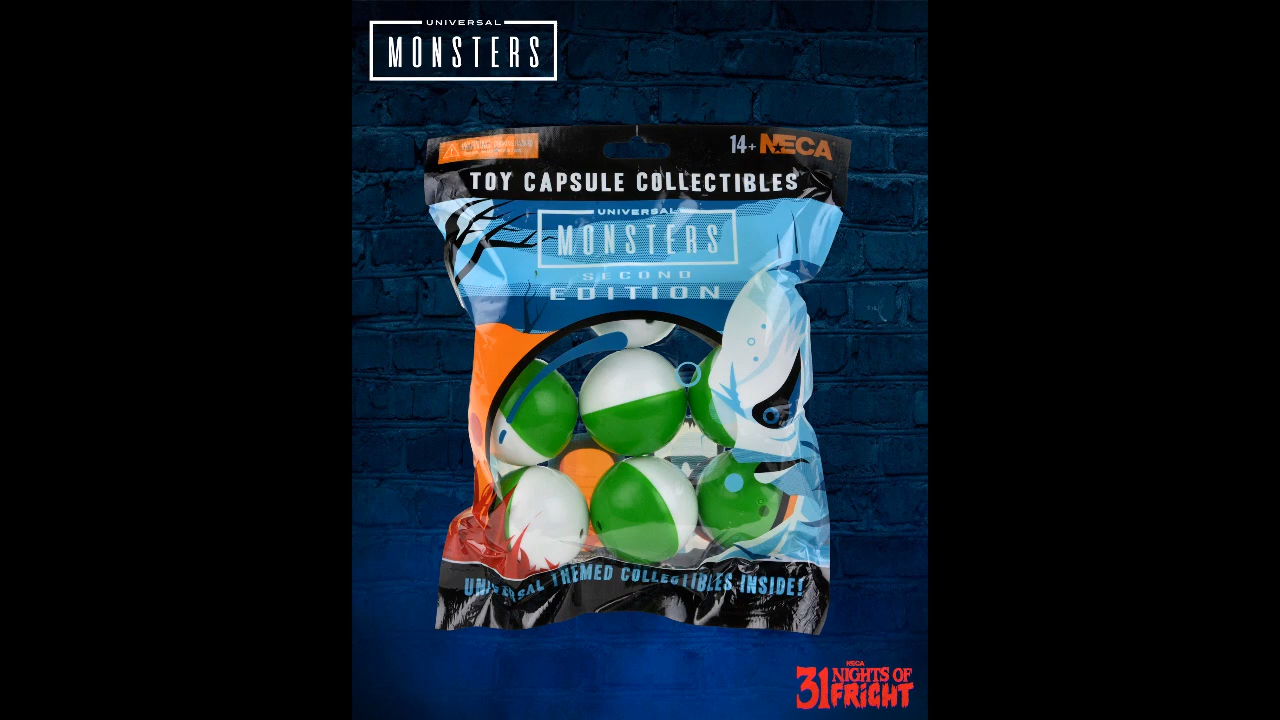 UNIVERSAL
MONSTERS
14+ NECA
TOY CAPSULE COLLECTIBLES
UNIVERSAL
MONSTERS
SECOND
EDITION
UNIVERSAL THEMED COLLECTIBLES INSIDE!
NECA
31 NIGHTS OF
FRIGHT